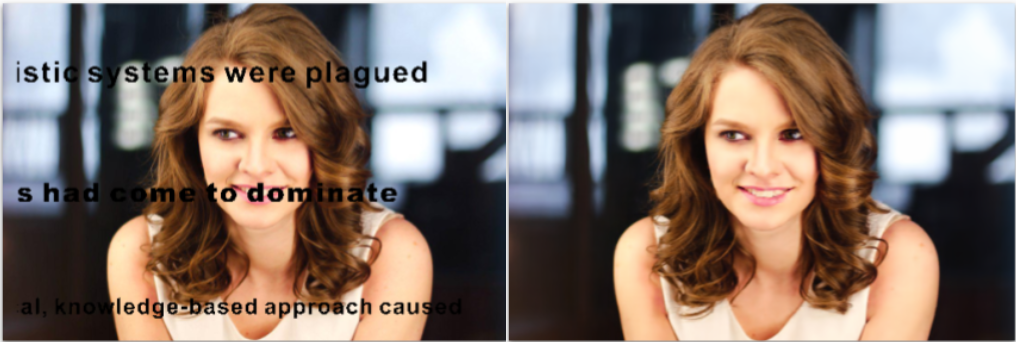 istic systems were plagued
s had come to dominate
al, knowledge-based approach caused